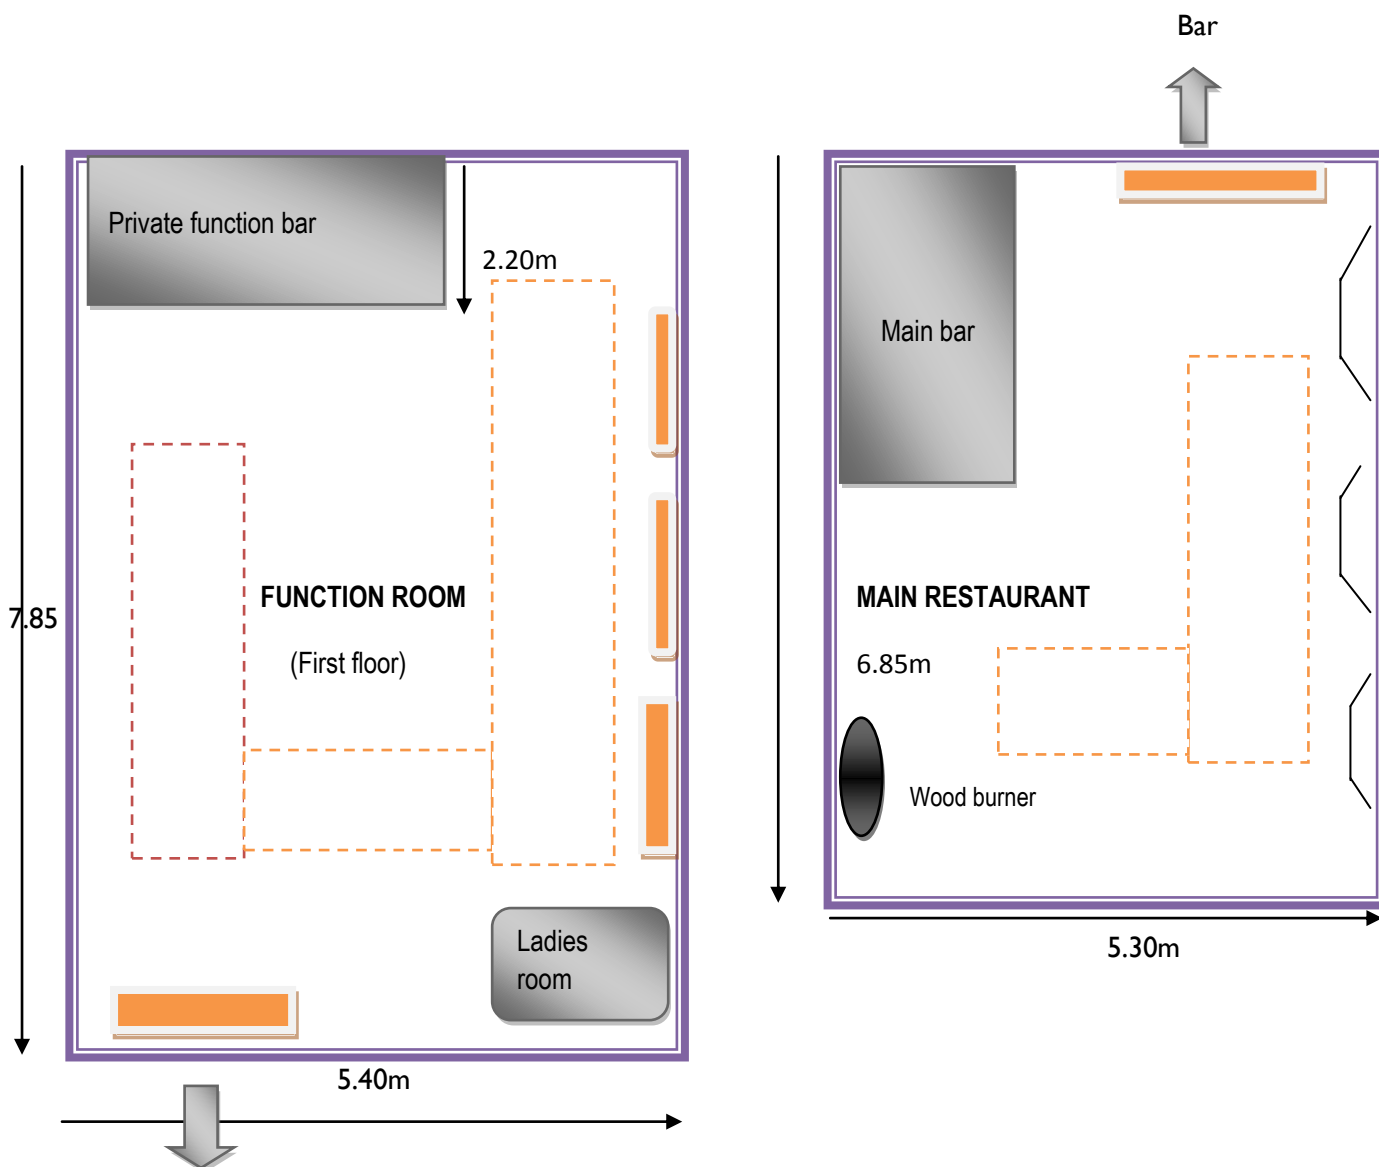 Bar
Private function bar
2.20m
Main bar
FUNCTION ROOM
(First floor)
7.85
MAIN RESTAURANT
6.85m
Wood burner
Ladies
room
5.30m
5.40m